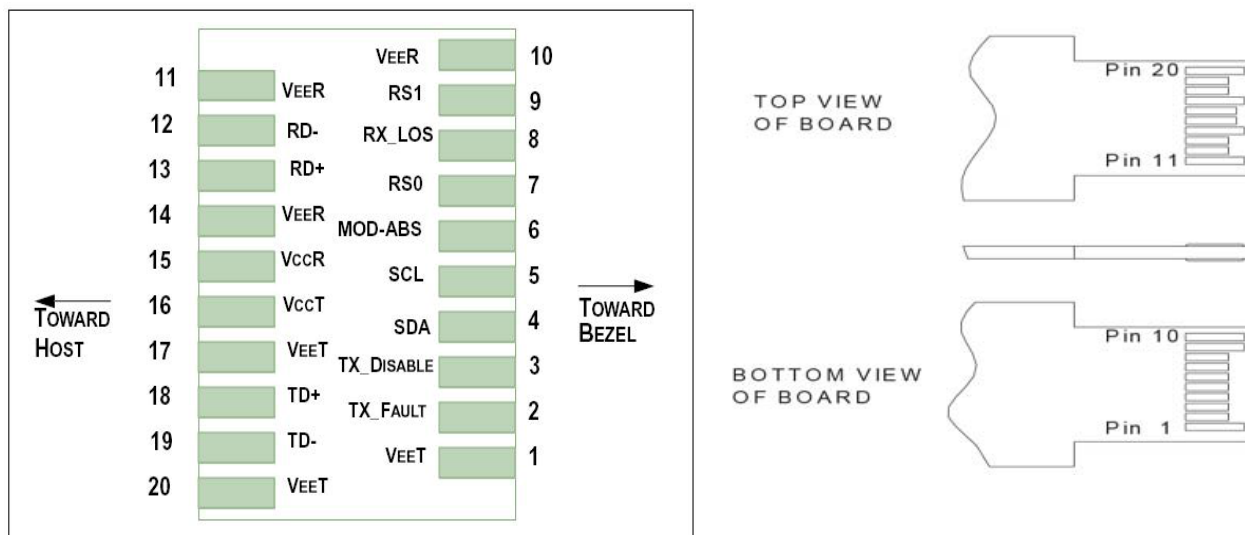 11 VEER
12 RD-
13 RD+
14 VEER
15 VCCR
16 VCCT
17 VEET
18 TD+
19 TD-
20 VEET
VEER 10
RS1 9
RX_LOS 8
RS0 7
MOD-ABS 6
SCL 5
SDA 4
TX_DISABLE 3
TX_FAULT 2
VEET 1
TOWARD
HOST
TOWARD
BEZEL
TOP VIEW
OF BOARD
Pin 20
Pin 11
BOTTOM VIEW
OF BOARD
Pin 10
Pin 1